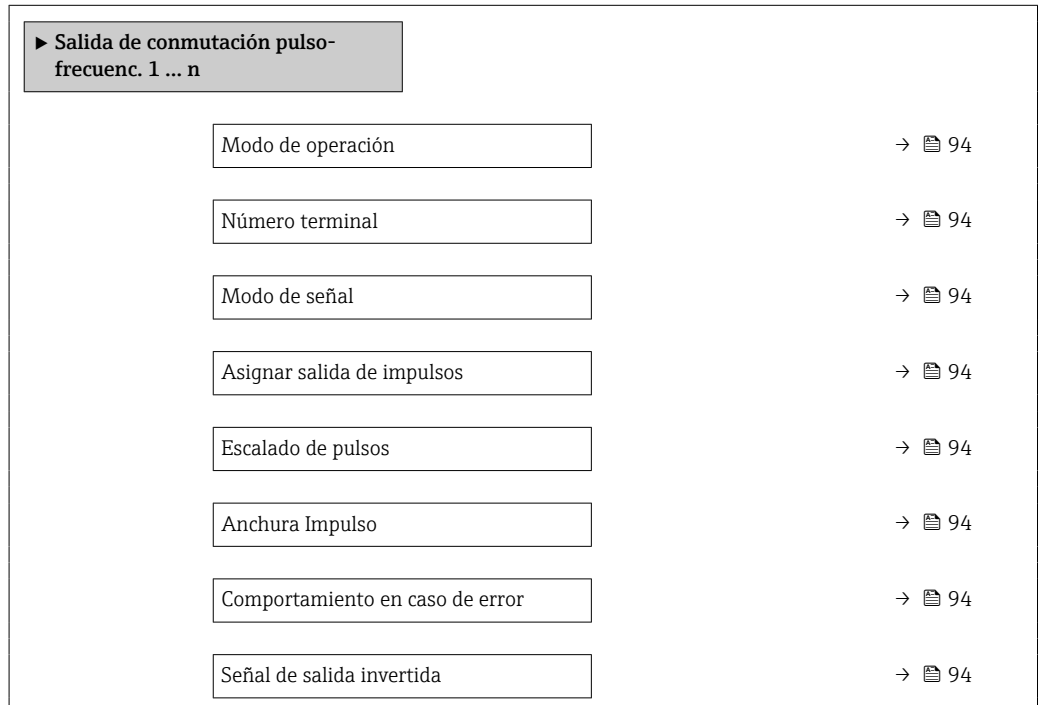 ▶ Salida de conmutación pulso-
frecuenc. 1 ... n
Modo de operación → 94
Número terminal → 94
Modo de señal → 94
Asignar salida de impulsos → 94
Escalado de pulsos → 94
Anchura Impulso → 94
Comportamiento en caso de error → 94
Señal de salida invertida → 94